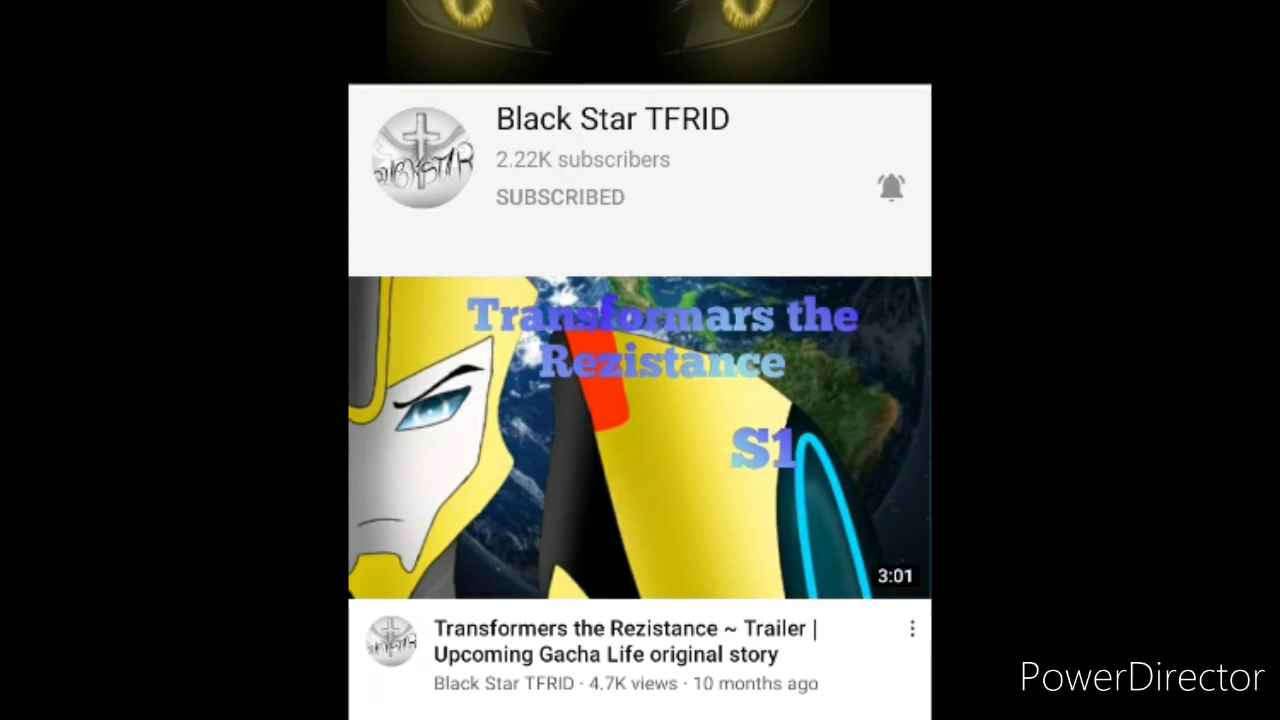 Black Star TFRID
2.22K subscribers
SUBSCRIBED
Transformars the
Rezistance
S1
3:01
Transformers the Rezistance ~ Trailer |
Upcoming Gacha Life original story
Black Star TFRID · 4.7K views · 10 months ago
PowerDirector